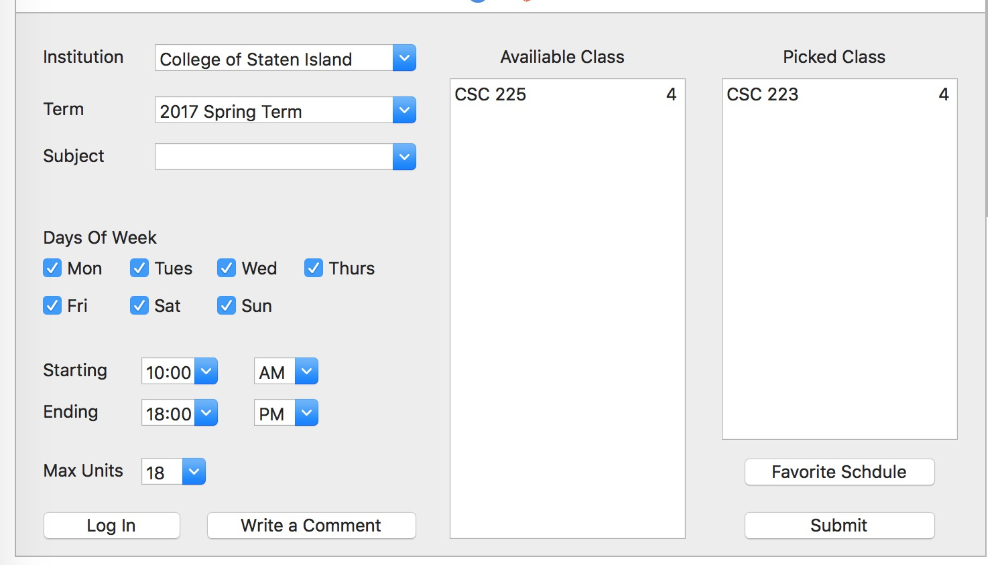 Institution
College of Staten Island
Term
2017 Spring Term
Subject
Days Of Week
Mon Tues Wed Thurs
Fri Sat Sun
Starting 10:00 AM
Ending 18:00 PM
Max Units 18
Log In Write a Comment
Availiable Class
CSC 225 4
Picked Class
CSC 223 4
Favorite Schdule
Submit